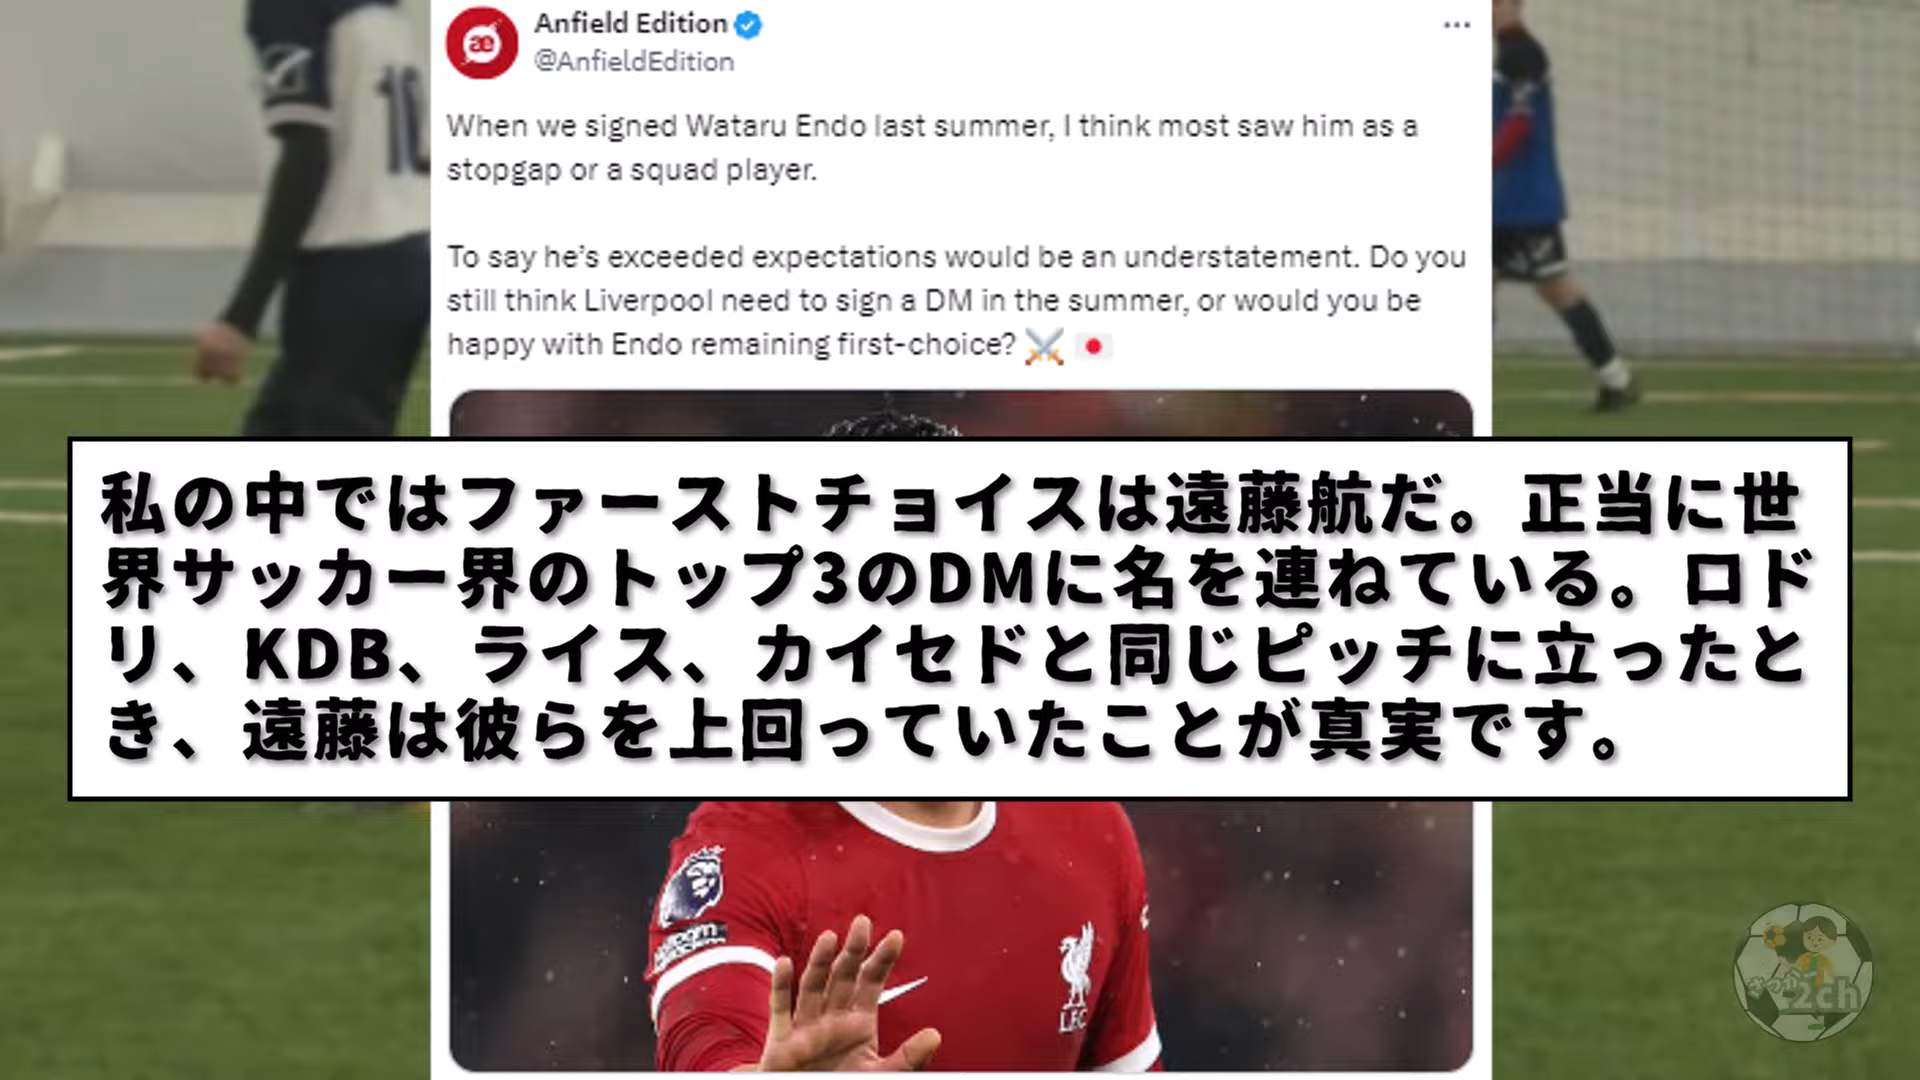 Anfield Edition
@AnfieldEdition
When we signed Wataru Endo last summer, I think most saw him as a
stopgap or a squad player.
To say he's exceeded expectations would be an understatement. Do you
still think Liverpool need to sign a DM in the summer, or would you be
happy with Endo remaining first-choice? ⚔️ 🇯🇵
私の中ではファーストチョイスは遠藤航だ。正当に世
界サッカー界のトップ3のDMに名を連ねている。ロド
リ、KDB、ライス、カイセドと同じピッチに立ったと
き、遠藤は彼らを上回っていたことが真実です。
LFC
2ch